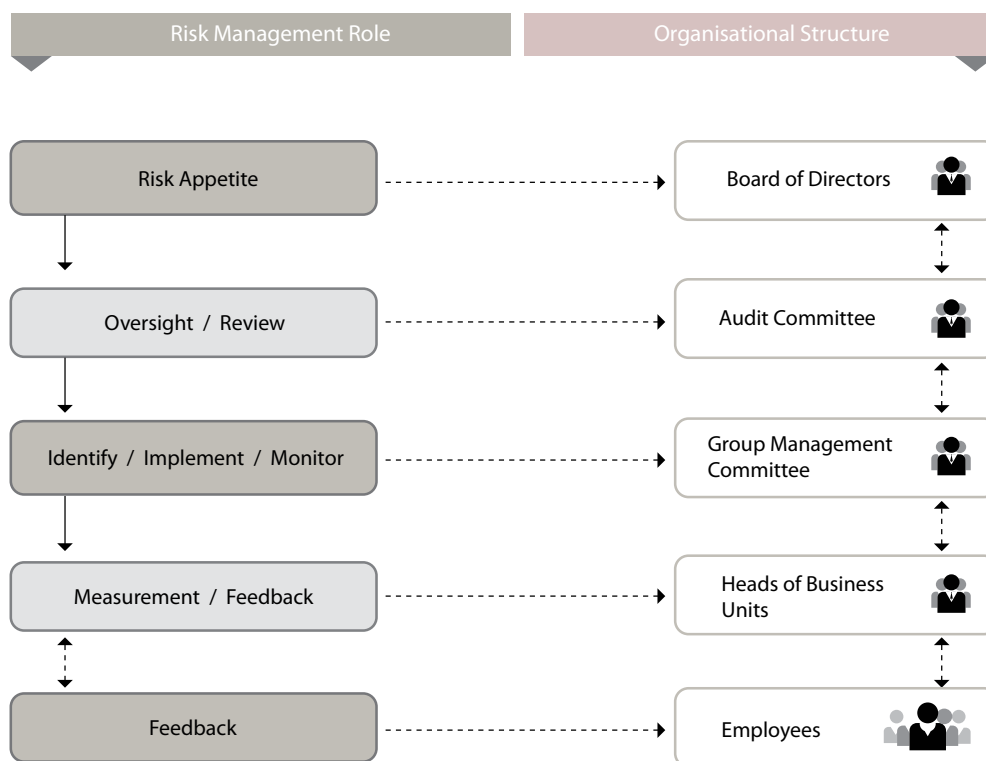 Risk Management Role
Organisational Structure
Risk Appetite
Board of Directors
Oversight / Review
Audit Committee
Identify / Implement / Monitor
Group Management
Committee
Measurement / Feedback
Heads of Business
Units
Feedback
Employees